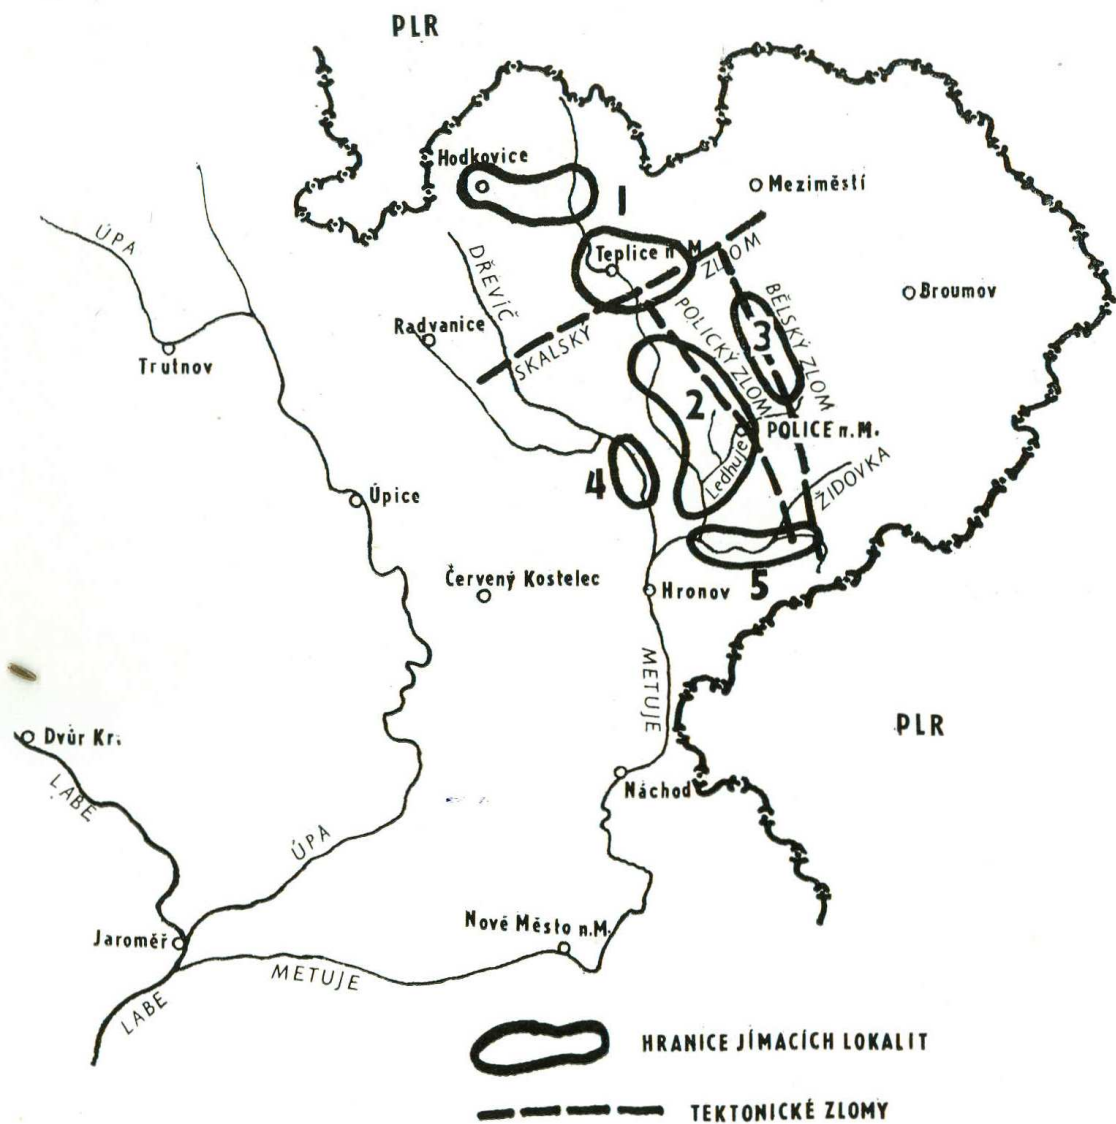 PLR
Hodkovice
1
Meziměstí
ÚPA
DŘEVÍČ
Teplice n M.
ZLOM
Broumov
Radvanice
SKALSKÝ
POLICKÝ ZLOM
BĚLSKÝ ZLOM
3
Trutnov
2
POLICE n.M.
Ledhuje
4
ŽIDOVKA
Úpice
Červený Kostelec
Hronov
5
METUJE
PLR
Dvůr Kr.
LABE
Náchod
ÚPA
Nové Město n.M.
Jaroměř
METUJE
LABE
HRANICE JÍMACÍCH LOKALIT
TEKTONICKÉ ZLOMY